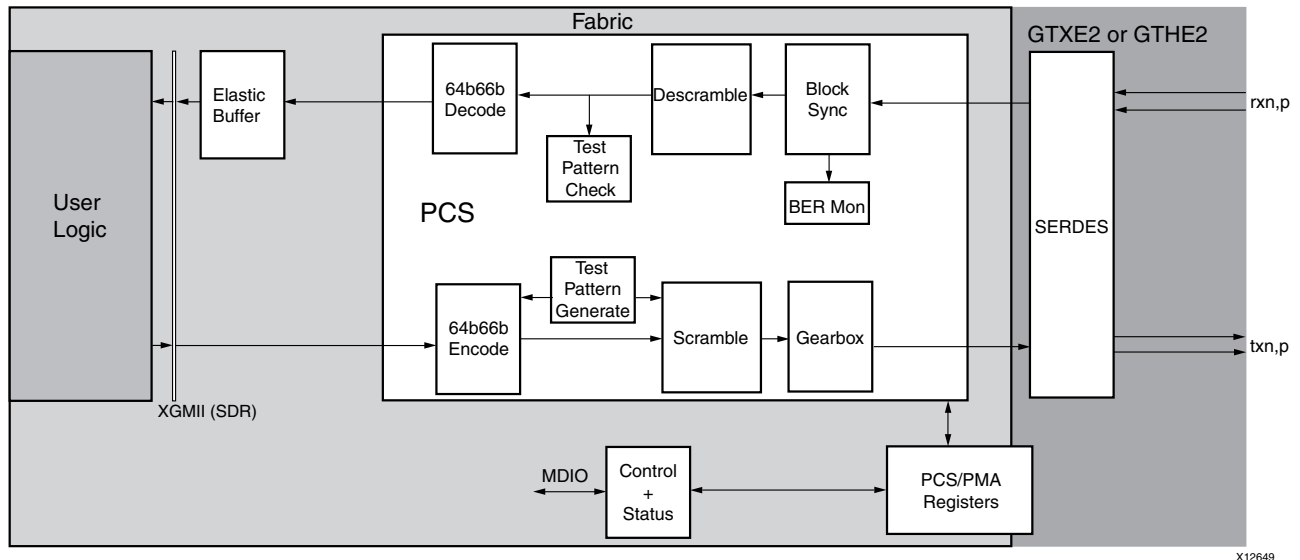 Fabric
GTXE2 or GTHE2
User
Logic
Elastic
Buffer
64b66b
Decode
Descramble
Block
Sync
Test
Pattern
Check
BER Mon
PCS
SERDES
rxn,p
64b66b
Encode
Test
Pattern
Generate
Scramble
Gearbox
txn,p
XGMII (SDR)
MDIO
Control
+
Status
PCS/PMA
Registers
X12649